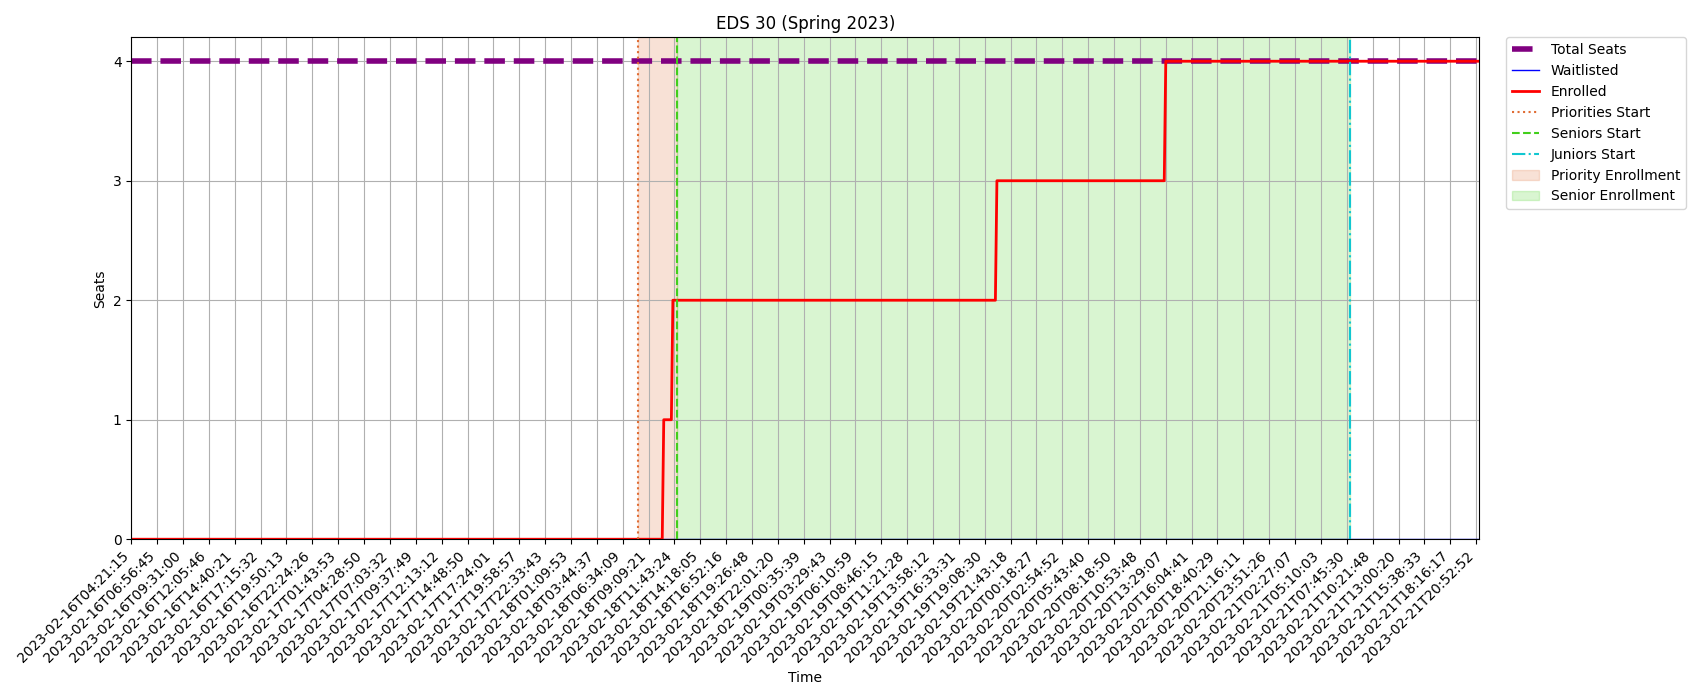 EDS 30 (Spring 2023)
Total Seats
Waitlisted
Enrolled
Priorities Start
Seniors Start
Juniors Start
Priority Enrollment
Senior Enrollment
Seats
4
3
2
1
0
2023-02-16T04:21:15
2023-02-16T06:56:45
2023-02-16T09:31:00
2023-02-16T12:05:46
2023-02-16T14:40:21
2023-02-16T17:15:32
2023-02-16T19:50:13
2023-02-16T22:24:26
2023-02-17T01:43:53
2023-02-17T04:28:50
2023-02-17T07:03:32
2023-02-17T09:37:49
2023-02-17T12:13:12
2023-02-17T14:48:50
2023-02-17T17:24:01
2023-02-17T19:58:57
2023-02-17T22:33:43
2023-02-18T01:09:53
2023-02-18T03:44:37
2023-02-18T06:34:09
2023-02-18T09:09:21
2023-02-18T11:43:24
2023-02-18T14:18:05
2023-02-18T16:52:16
2023-02-18T19:26:48
2023-02-18T22:01:20
2023-02-19T00:35:39
2023-02-19T03:29:43
2023-02-19T06:10:59
2023-02-19T08:46:15
2023-02-19T11:21:28
2023-02-19T13:58:12
2023-02-19T16:33:31
2023-02-19T19:08:30
2023-02-19T21:43:18
2023-02-20T00:18:27
2023-02-20T02:54:52
2023-02-20T05:43:40
2023-02-20T08:18:50
2023-02-20T10:53:48
2023-02-20T13:29:07
2023-02-20T16:04:41
2023-02-20T18:40:29
2023-02-20T21:16:11
2023-02-20T23:51:26
2023-02-21T02:27:07
2023-02-21T05:10:03
2023-02-21T07:45:30
2023-02-21T10:21:48
2023-02-21T13:00:20
2023-02-21T15:38:33
2023-02-21T18:16:17
2023-02-21T20:52:52
Time